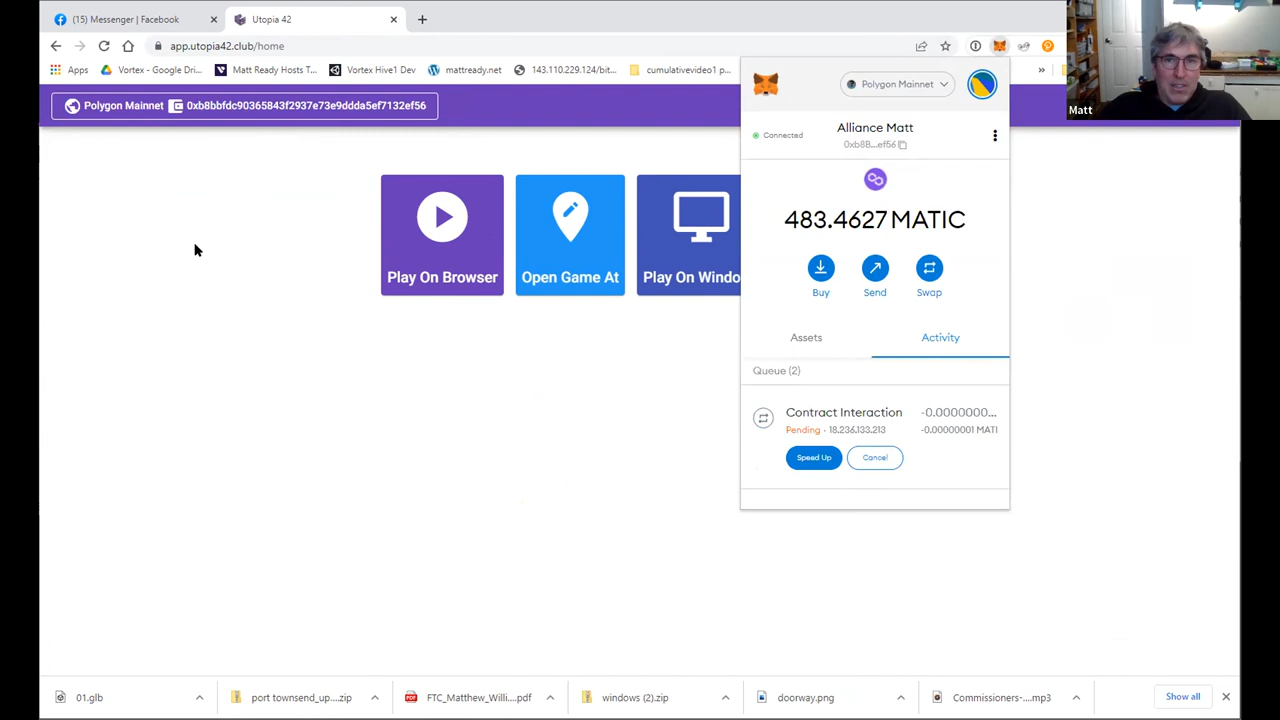 (15) Messenger | Facebook
Utopia 42
app.utopia42.club/home
Apps
Vortex - Google Dri...
Matt Ready Hosts T...
Vortex Hive1 Dev
mattready.net
143.110.229.124/bit...
cumulativevideo1 p...
»
Polygon Mainnet 0xb8bbfdc90365843f2937e73e9ddda5ef7132ef56
Play On Browser
Open Game At
Play On Windo
Polygon Mainnet
Connected
Alliance Matt
0xb8B...ef56
483.4627 MATIC
Buy
Send
Swap
Assets
Activity
Queue (2)
Contract Interaction -0.0000000...
Pending · 18.236.133.213 -0.00000001 MATI
Speed Up
Cancel
Matt
01.glb
port townsend_up....zip
FTC_Matthew_Willi....pdf
windows (2).zip
doorway.png
Commissioners-....mp3
Show all